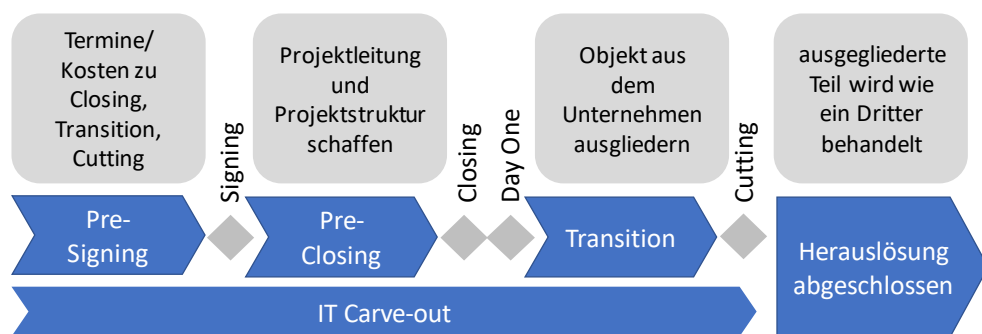 Termine/
Kosten zu
Closing,
Transition,
Cutting
Signing
Projektleitung
und
Projektstruktur
schaffen
Closing
Day One
Objekt aus
dem
Unternehmen
ausgliedern
Cutting
ausgegliederte
Teil wird wie
ein Dritter
behandelt
Pre-
Signing
Pre-
Closing
Transition
Herauslösung
abgeschlossen
IT Carve-out